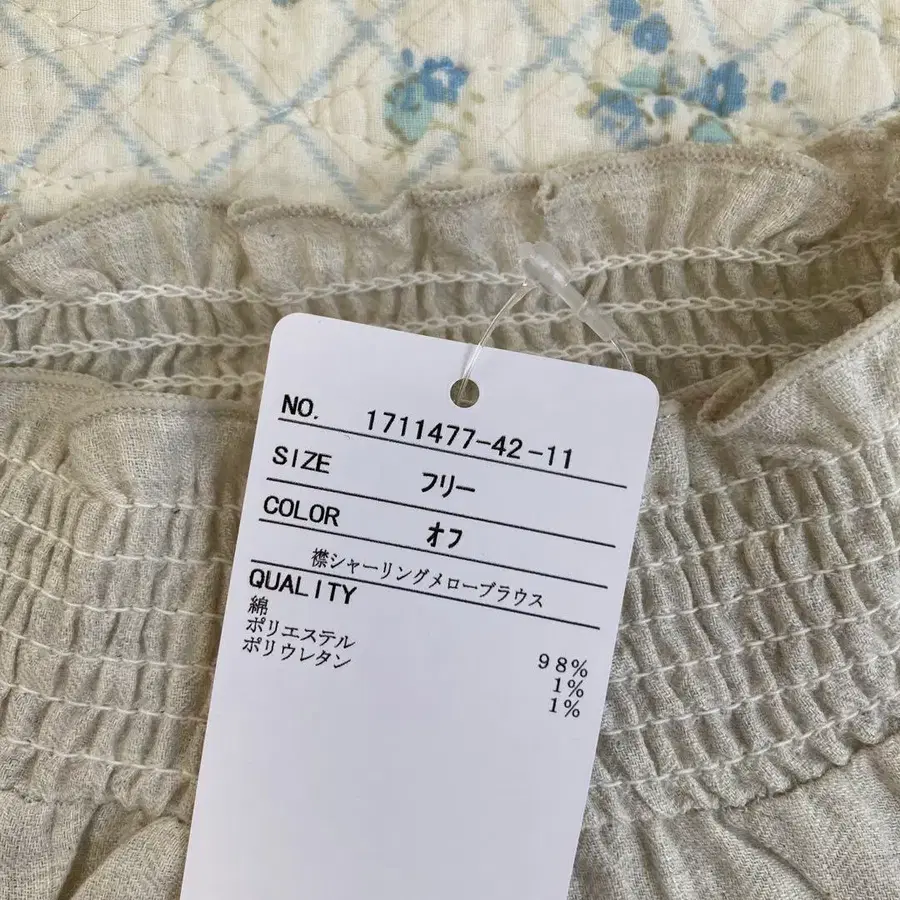 NO. 1711477-42-11
SIZE フリー
COLOR オフ
襟シャーリングメローブラウス
QUALITY
綿 98%
ポリエステル 1%
ポリウレタン 1%